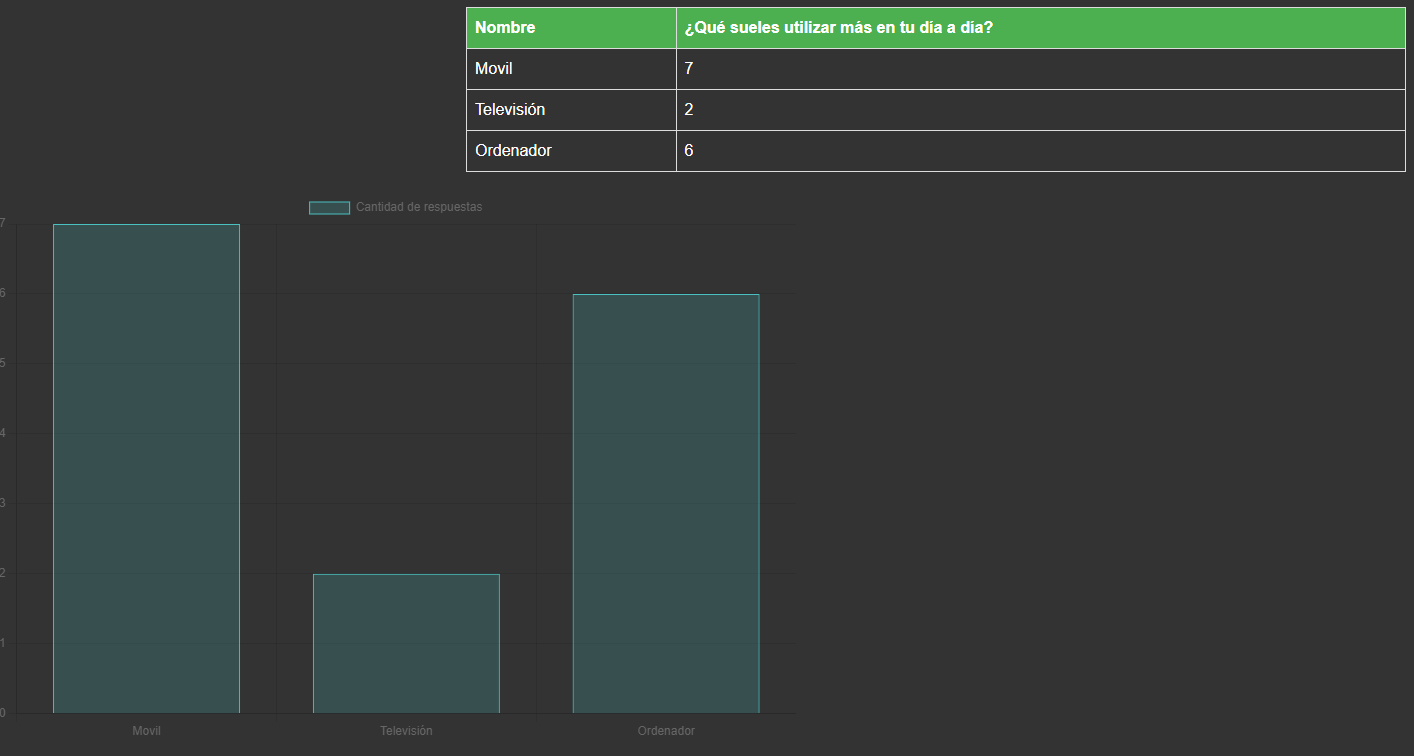 Nombre ¿Qué sueles utilizar más en tu día a día?
Movil 7
Televisión 2
Ordenador 6
Cantidad de respuestas
7
6
5
4
3
2
1
0
Movil Televisión Ordenador